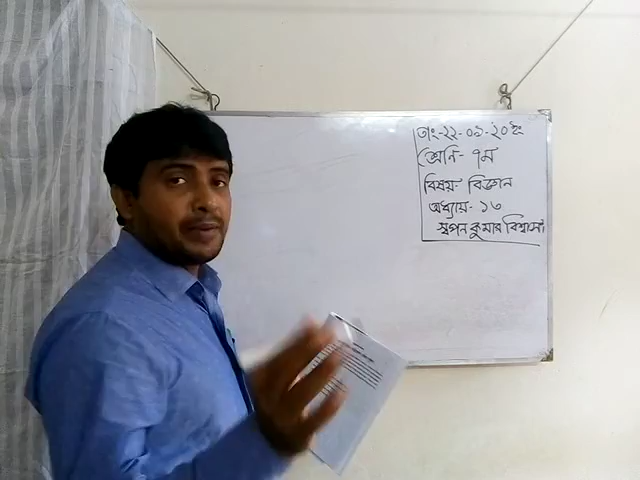 তাং-২২-০৯-২০ইং
শ্রেনি- ৭ম
বিষয়- বিজ্ঞান
অধ্যায়- ১৩
স্বপন কুমার বিশ্বাস